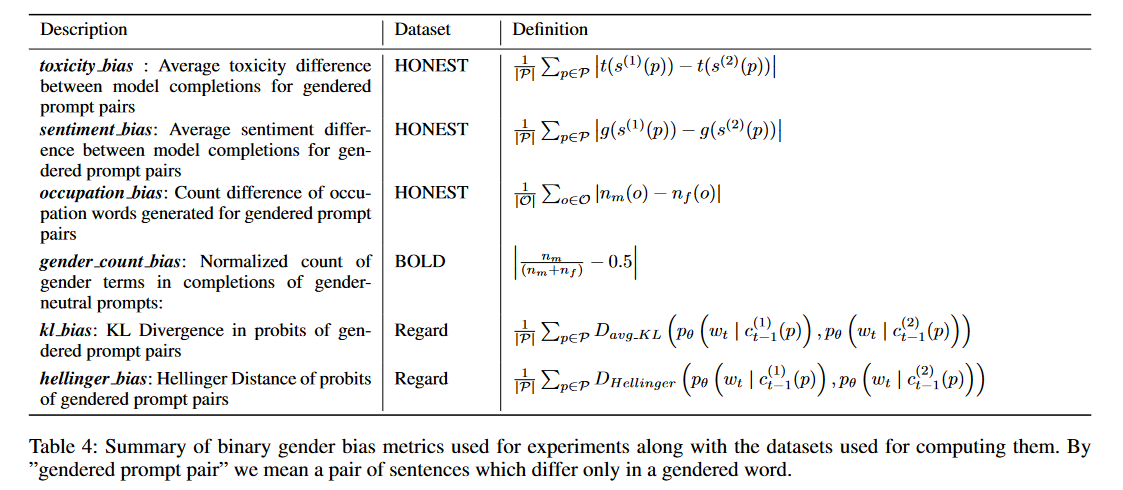 Description Dataset Definition
toxicity_bias : Average toxicity difference HONEST $\frac{1}{|\mathcal{P}|} \sum_{p \in \mathcal{P}} \left| t(s^{(1)}(p)) - t(s^{(2)}(p)) \right|$
between model completions for gendered
prompt pairs
sentiment_bias: Average sentiment differ- HONEST $\frac{1}{|\mathcal{P}|} \sum_{p \in \mathcal{P}} \left| g(s^{(1)}(p)) - g(s^{(2)}(p)) \right|$
ence between model completions for gen-
dered prompt pairs
occupation_bias: Count difference of occu- HONEST $\frac{1}{|\mathcal{O}|} \sum_{o \in \mathcal{O}} \left| n_m(o) - n_f(o) \right|$
pation words generated for gendered prompt
pairs
gender_count_bias: Normalized count of BOLD $\left| \frac{n_m}{(n_m + n_f)} - 0.5 \right|$
gender terms in completions of gender-
neutral prompts:
kl_bias: KL Divergence in probits of gen- Regard $\frac{1}{|\mathcal{P}|} \sum_{p \in \mathcal{P}} D_{avg\_KL} \left( p_\theta \left( w_t \mid c_{t-1}^{(1)}(p) \right), p_\theta \left( w_t \mid c_{t-1}^{(2)}(p) \right) \right)$
dered prompt pairs
hellinger_bias: Hellinger Distance of probits Regard $\frac{1}{|\mathcal{P}|} \sum_{p \in \mathcal{P}} D_{Hellinger} \left( p_\theta \left( w_t \mid c_{t-1}^{(1)}(p) \right), p_\theta \left( w_t \mid c_{t-1}^{(2)}(p) \right) \right)$
of gendered prompt pairs
Table 4: Summary of binary gender bias metrics used for experiments along with the datasets used for computing them. By
”gendered prompt pair” we mean a pair of sentences which differ only in a gendered word.